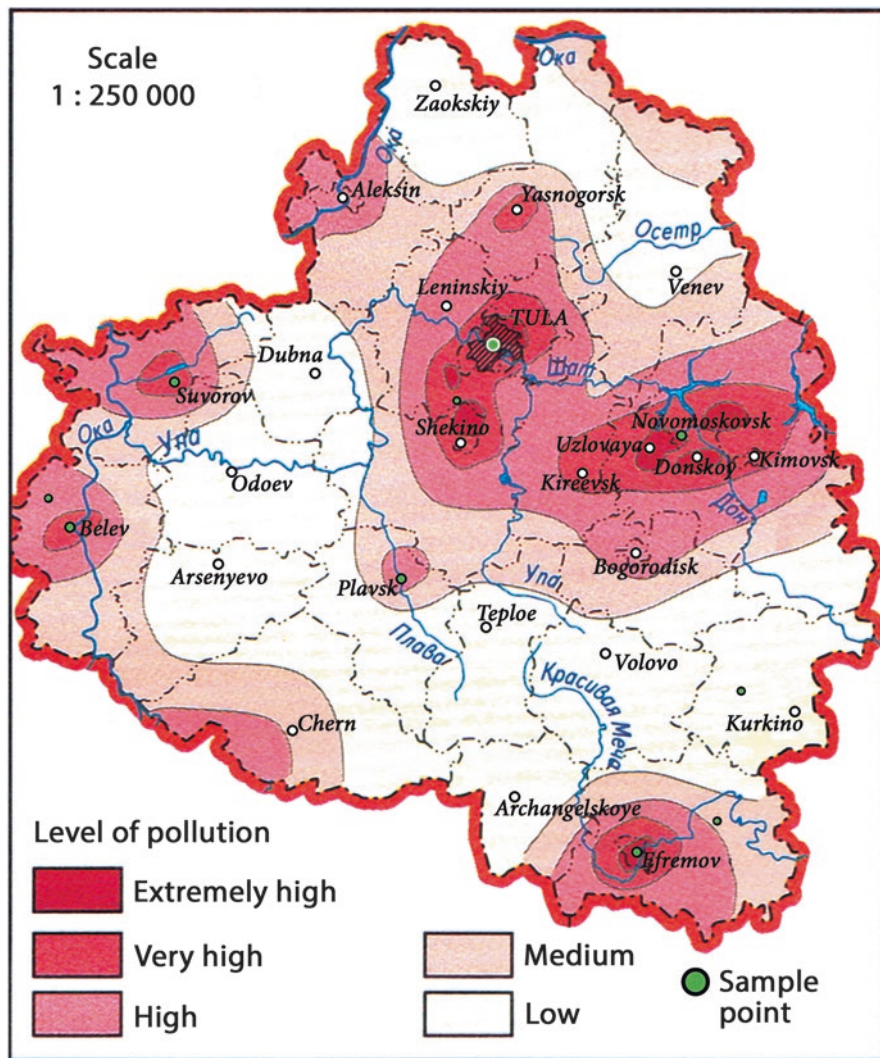 Scale
1 : 250 000
Ока
Zaokskiy
Ока
Aleksin
Yasnogorsk
Осетр
Venev
Leninskiy
TULA
Dubna
Шат
Suvorov
Novomoskovsk
Shekino
Uzlovaya
Ока
Упа
Donskoy
Kimovsk
Odoev
Kireevsk
Дон
Belev
Bogorodisk
Arsenyevo
Plavsk
Упа
Teploe
Плава
Volovo
Красивая Меча
Kurkino
Chern
Archangelskoye
Efremov
Level of pollution
Extremely high
Very high
High
Medium
Low
Sample
point